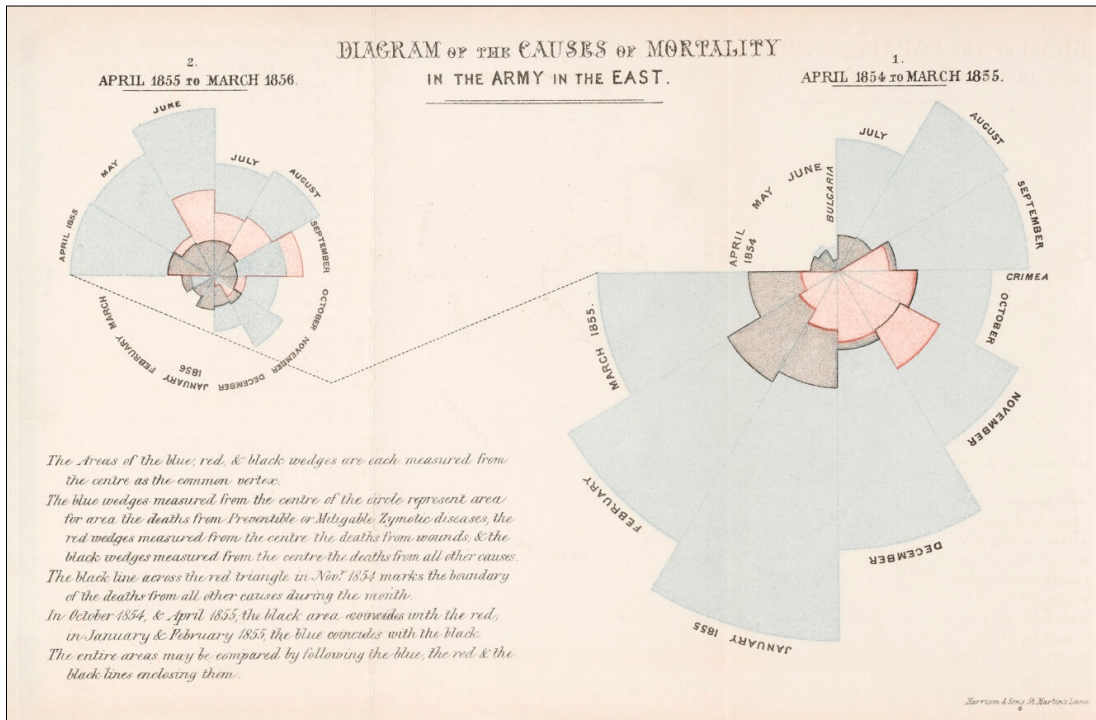 DIAGRAM OF THE CAUSES OF MORTALITY
IN THE ARMY IN THE EAST.
2.
APRIL 1855 TO MARCH 1856.
1.
APRIL 1854 TO MARCH 1855.
APRIL 1855
MAY
JUNE
JULY
AUGUST
SEPTEMBER
OCTOBER
NOVEMBER
DECEMBER
JANUARY
1856
FEBRUARY
MARCH
APRIL
1854
MAY
JUNE
BULGARIA
JULY
AUGUST
SEPTEMBER
CRIMEA
OCTOBER
NOVEMBER
DECEMBER
JANUARY 1855
FEBRUARY
MARCH 1855.
The Areas of the blue, red, & black wedges are each measured from
the centre as the common vertex.
The blue wedges measured from the centre of the circle represent area
for area the deaths from Preventible or Mitigable Zymotic diseases, the
red wedges measured from the centre the deaths from wounds, & the
black wedges measured from the centre the deaths from all other causes.
The black line across the red triangle in Nov.r 1854 marks the boundary
of the deaths from all other causes during the month.
In October 1854, & April 1855, the black area coincides with the red,
in January & February 1855, the blue coincides with the black.
The entire areas may be compared by following the blue, the red & the
black lines enclosing them.
Harrison & Sons, St. Martin's Lane